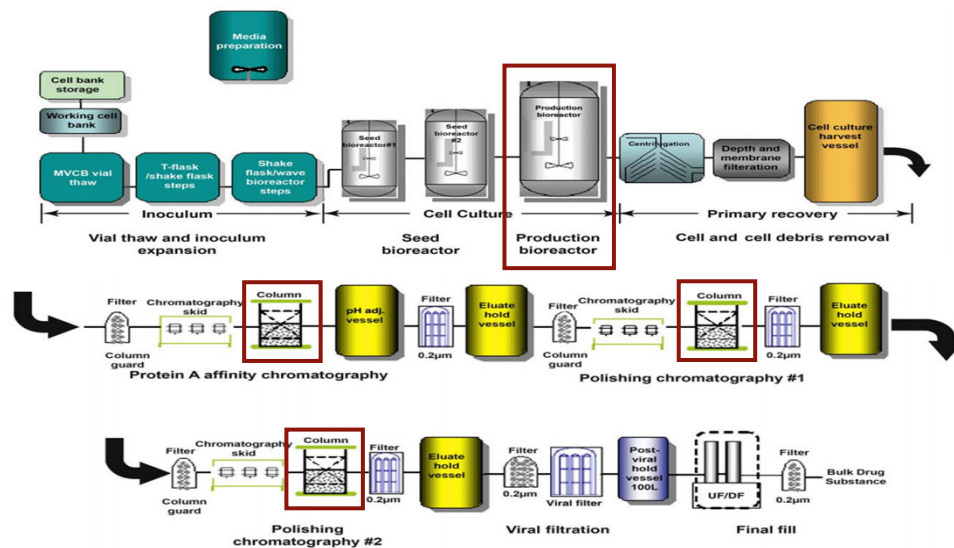 Media
preparation
Cell bank
storage
Working cell
bank
MVCB vial
thaw
T-flask
/shake flask
steps
Shake
flask/wave
bioreactor
steps
Seed
bioreactor#1
Seed
bioreactor
#2
Production
bioreactor
Centrifugation
Depth and
membrane
filteration
Cell culture
harvest
vessel
Inoculum
Cell Culture
Primary recovery
Vial thaw and inoculum
expansion
Seed
bioreactor
Production
bioreactor
Cell and cell debris removal
Filter
Column
guard
Chromatography
skid
Column
pH adj.
vessel
Filter
0.2µm
Eluate
hold
vessel
Filter
Column
guard
Chromatography
skid
Column
Filter
0.2µm
Eluate
hold
vessel
Protein A affinity chromatography
Polishing chromatography #1
Filter
Column
guard
Chromatography
skid
Column
Filter
0.2µm
Eluate
hold
vessel
Filter
0.2µm
Viral filter
Post-
viral
hold
vessel
100L
UF/DF
Filter
0.2µm
Bulk Drug
Substance
Polishing
chromatography #2
Viral filtration
Final fill